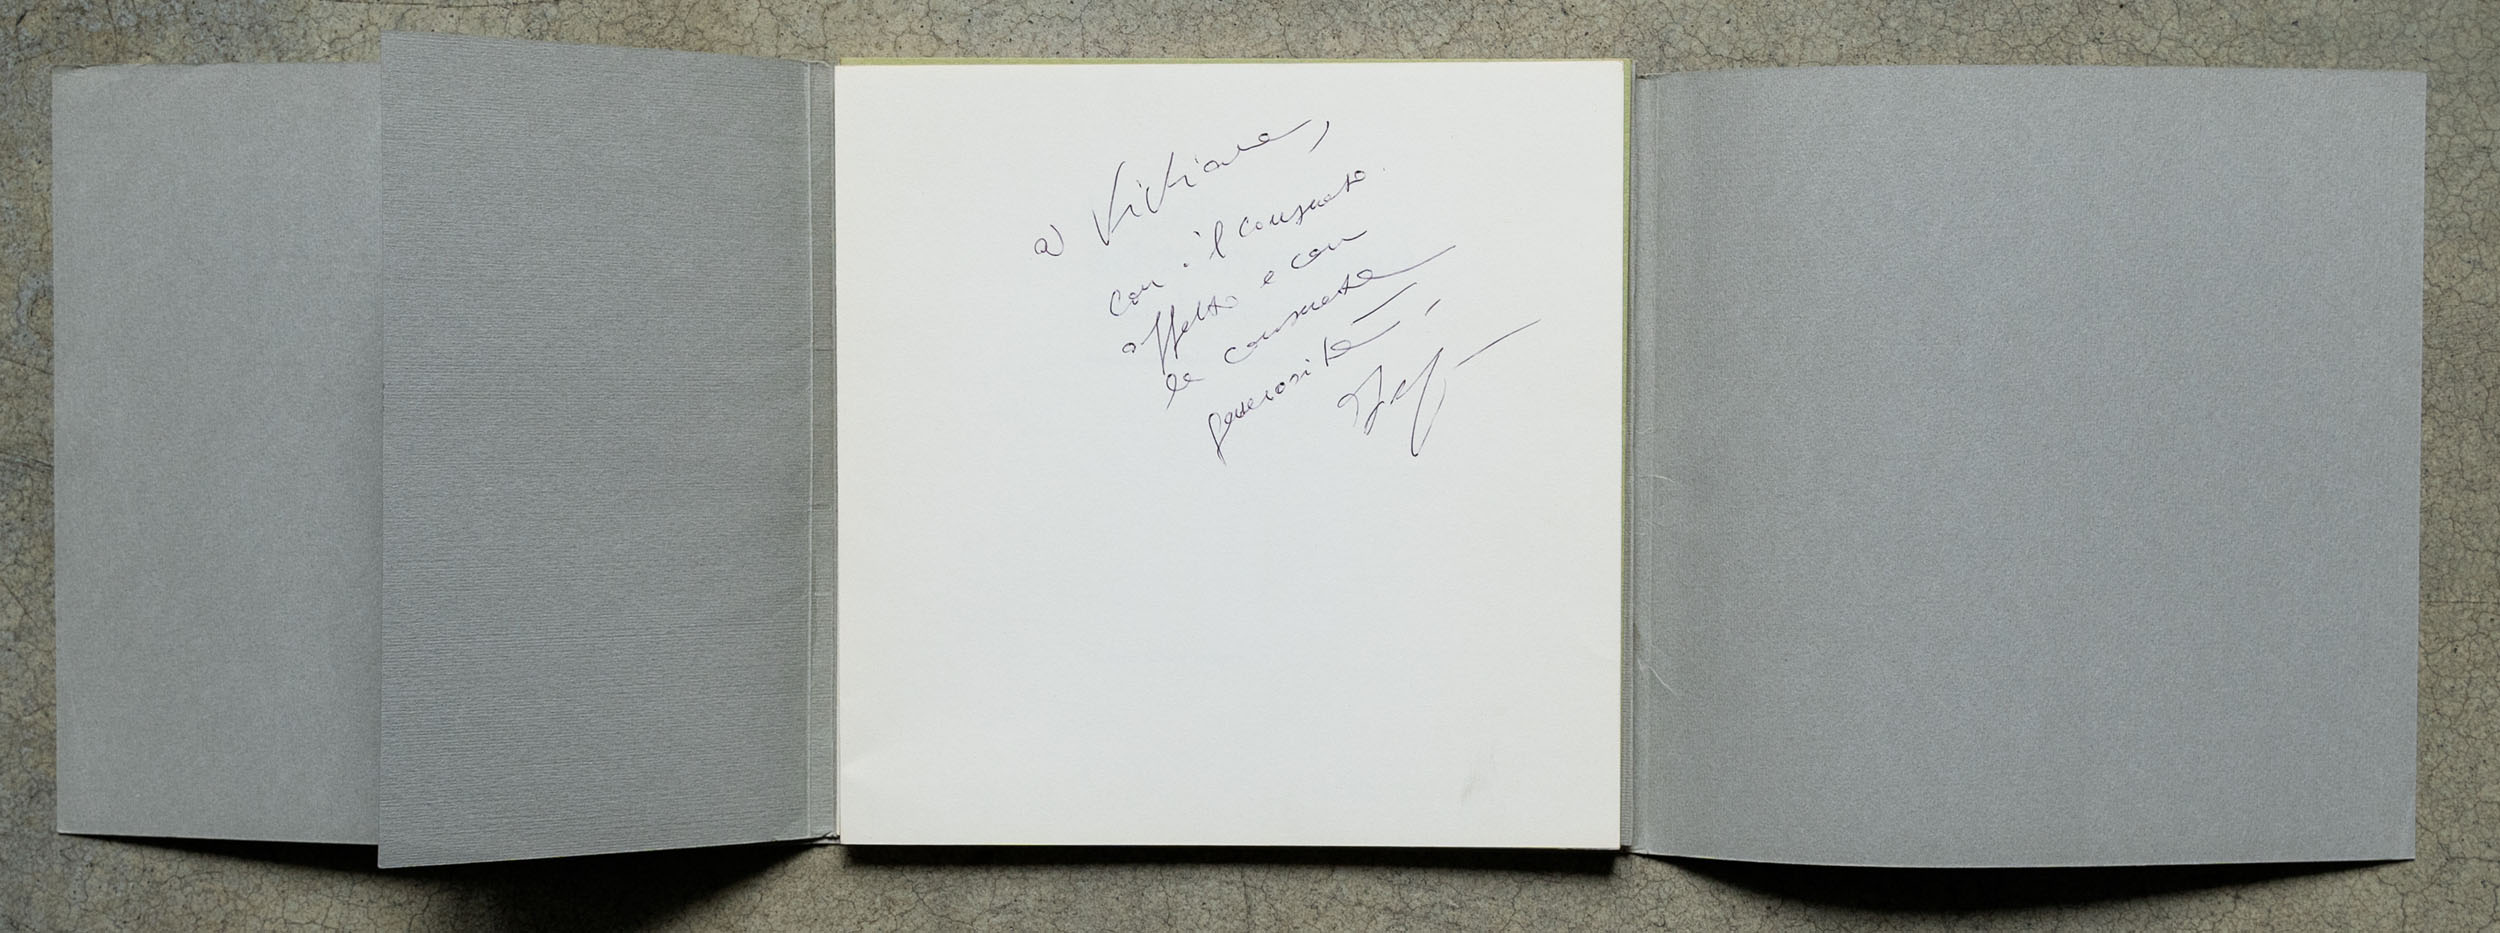 a Viviana,
con il consueto
affetto e con
la consueta
generosità,